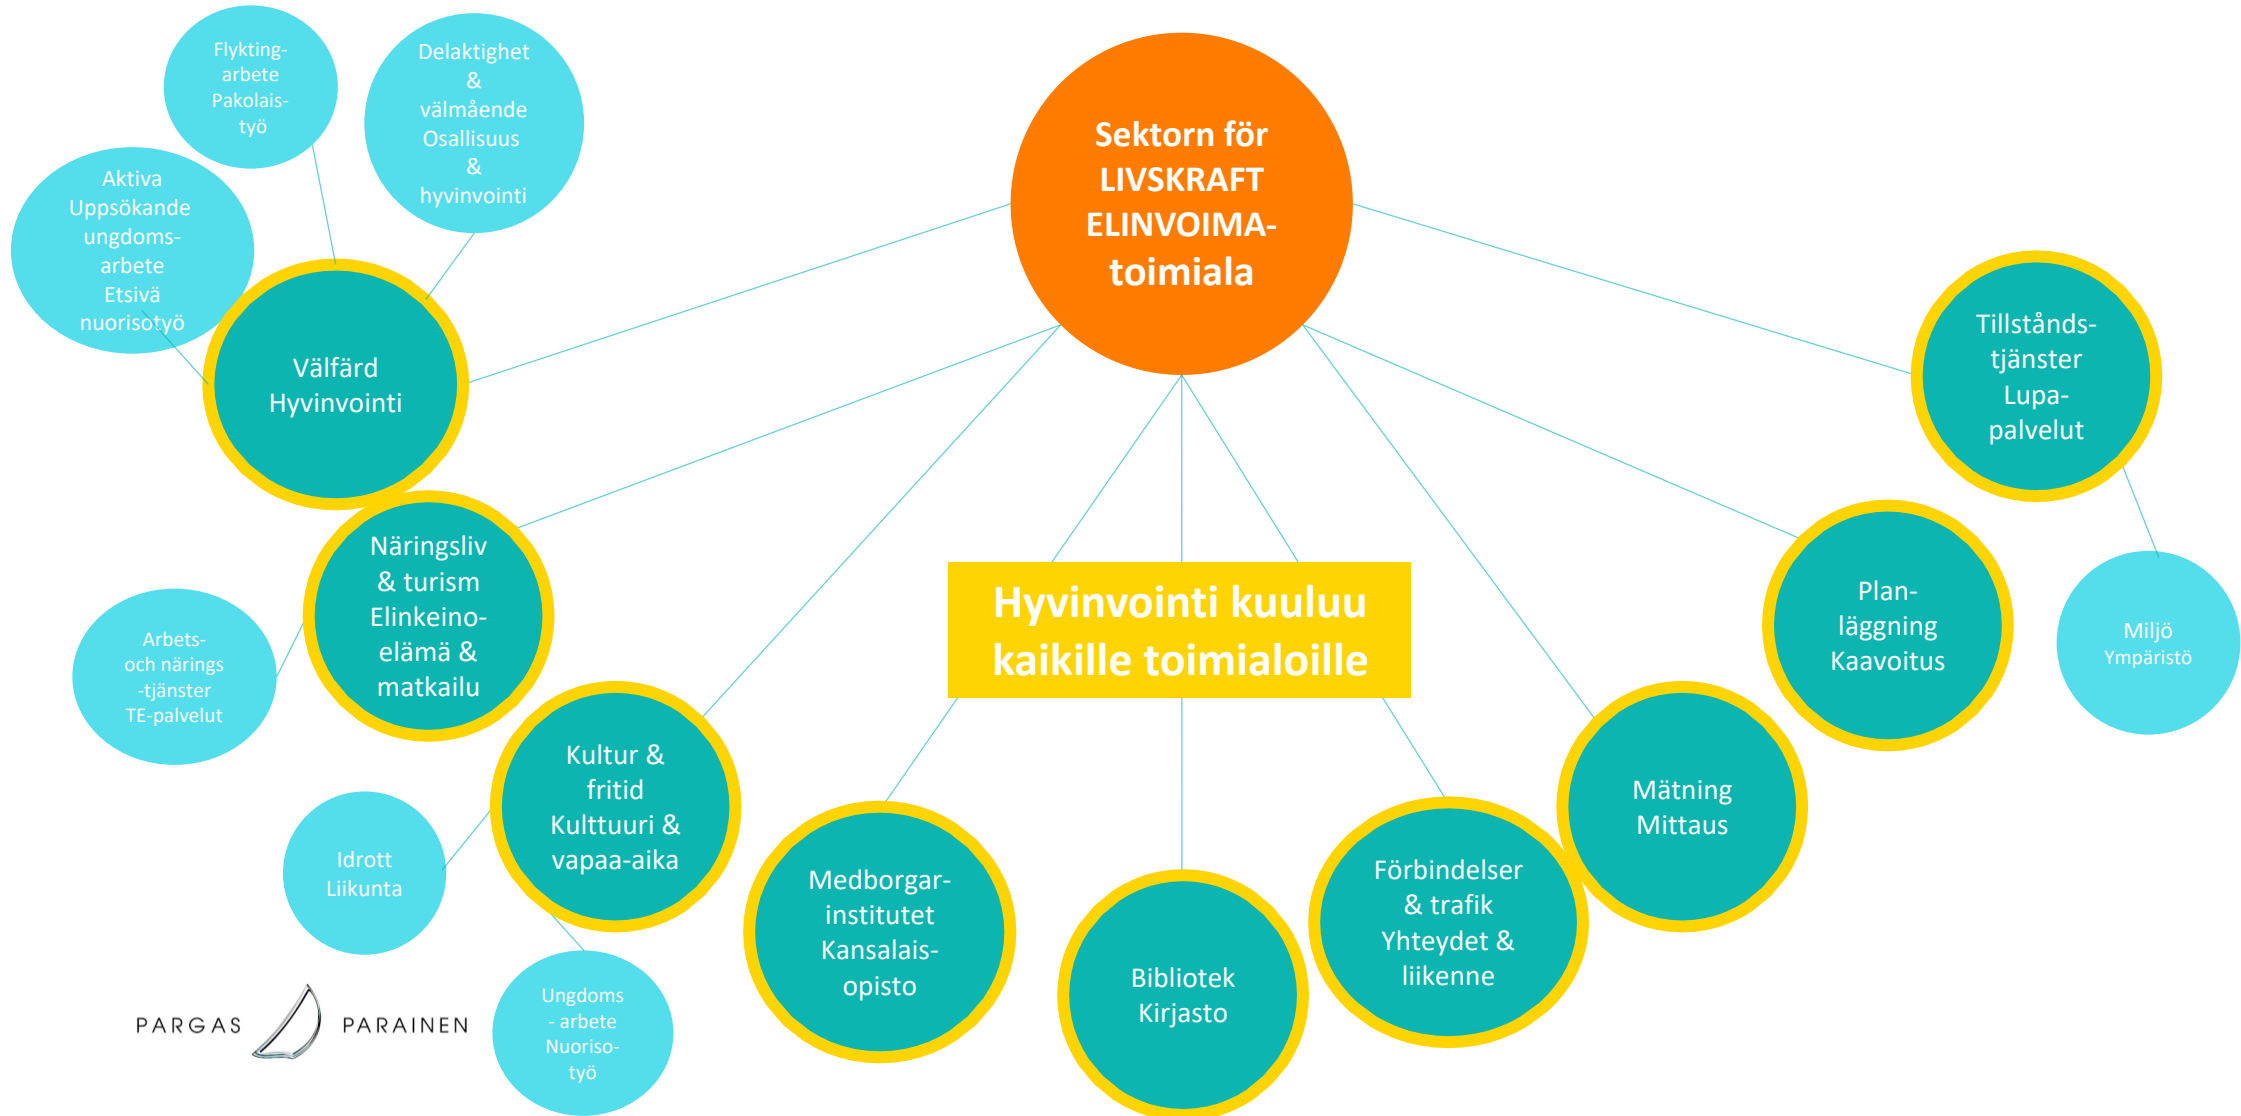 Flykting-
arbete
Pakolais-
työ
Delaktighet
&
välmående
Osallisuus
&
hyvinvointi
Aktiva
Uppsökande
ungdoms-
arbete
Etsivä
nuorisotyö
Sektorn för
LIVSKRAFT
ELINVOIMA-
toimiala
Välfärd
Hyvinvointi
Tillstånds-
tjänster
Lupa-
palvelut
Näringsliv
& turism
Elinkeino-
elämä &
matkailu
Arbets-
och närings
-tjänster
TE-palvelut
Hyvinvointi kuuluu
kaikille toimialoille
Plan-
läggning
Kaavoitus
Miljö
Ympäristö
Kultur &
fritid
Kulttuuri &
vapaa-aika
Mätning
Mittaus
Idrott
Liikunta
Medborgar-
institutet
Kansalais-
opisto
Förbindelser
& trafik
Yhteydet &
liikenne
Bibliotek
Kirjasto
Ungdoms
- arbete
Nuoriso-
työ
PARGAS PARAINEN